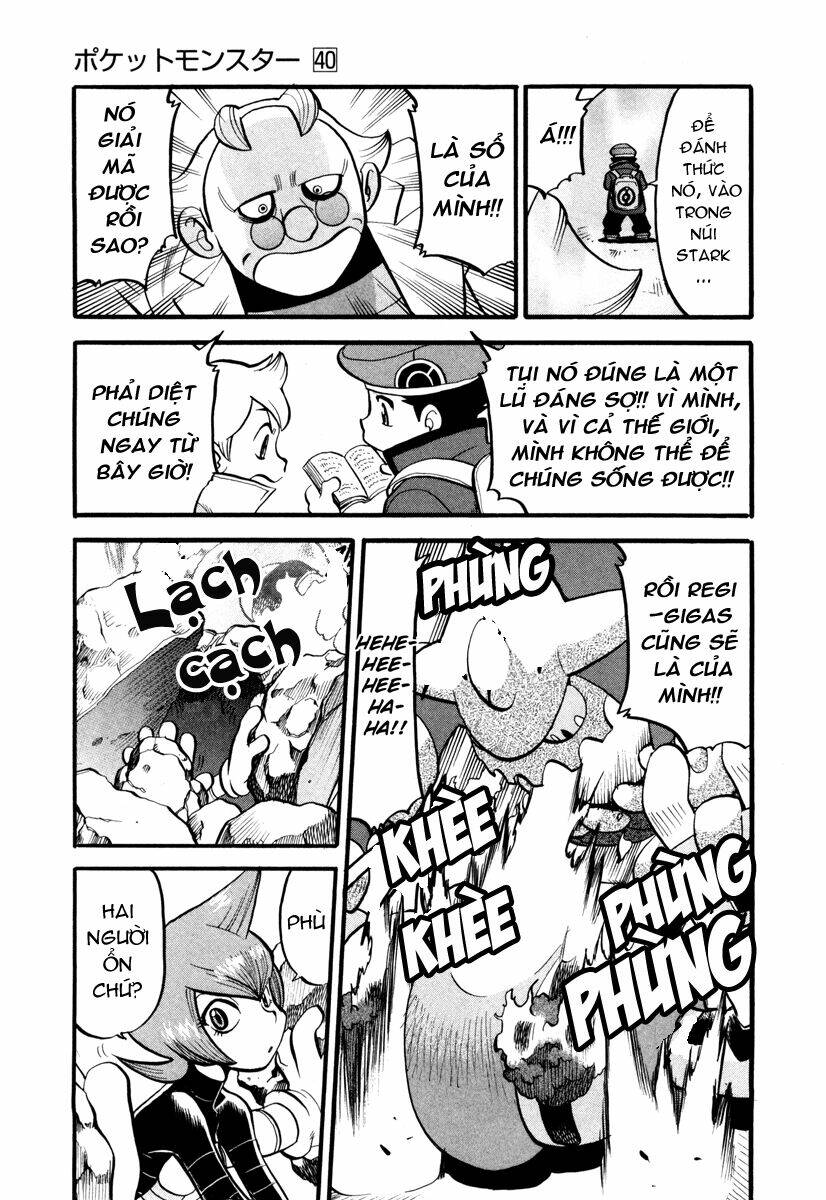 ポケットモンスター 40
ĐỂ
ĐÁNH
THỨC
NÓ, VÀO
TRONG
NÚI
STARK
...
Á!!!
LÀ SỔ
CỦA
MÌNH!!
NÓ
GIẢI
MÃ
ĐƯỢC
RỒI
SAO?
TỤI NÓ ĐÚNG LÀ MỘT
LŨ ĐÁNG SỢ!! VÌ MÌNH,
VÀ VÌ CẢ THẾ GIỚI,
MÌNH KHÔNG THỂ ĐỂ
CHÚNG SỐNG ĐƯỢC!!
PHẢI DIỆT
CHÚNG
NGAY TỪ
BÂY GIỜ!
RỒI REGI
-GIGAS
CŨNG SẼ
LÀ CỦA
MÌNH!!
PHÙNG
HEHE-
HEE-
HEE-
HA-
HA!!
KHÈE
KHÈE
PHÙNG
PHÙNG
LẠCH
CẠCH
PHÙ
HAI
NGƯỜI
ỔN
CHỨ?